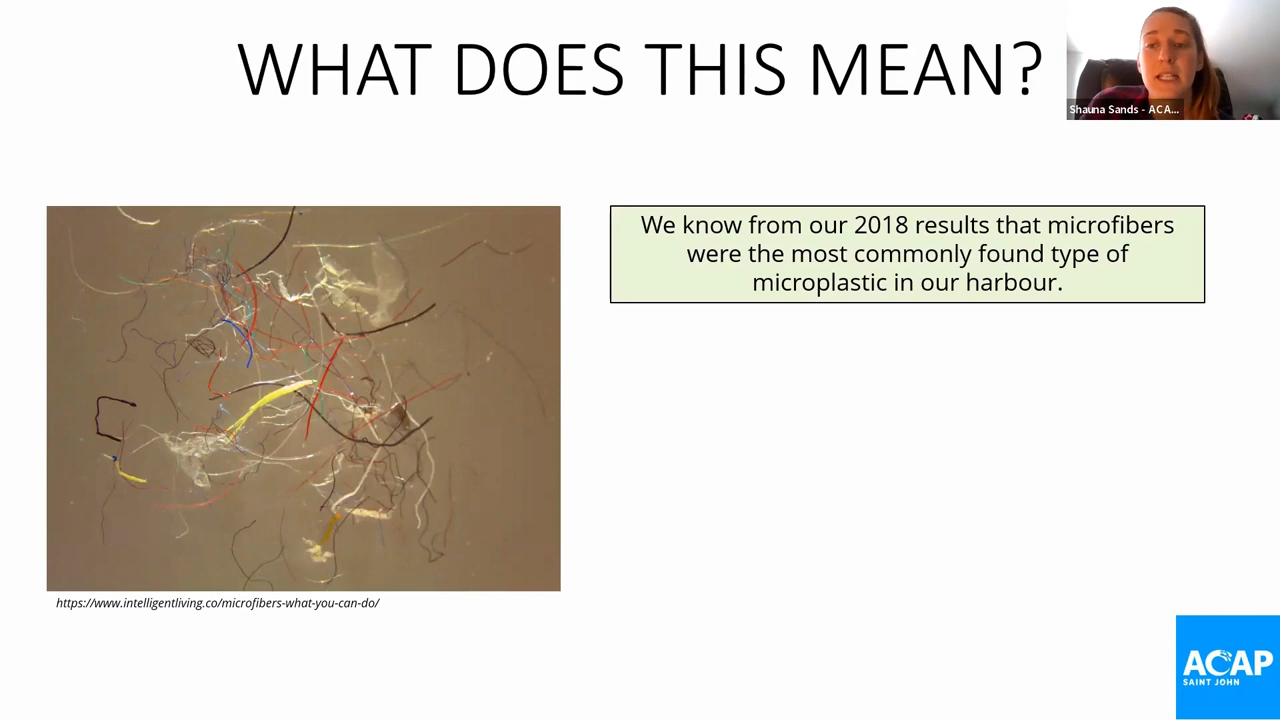 WHAT DOES THIS MEAN?
Shauna Sands - ACA...
We know from our 2018 results that microfibers
were the most commonly found type of
microplastic in our harbour.
https://www.intelligentliving.co/microfibers-what-you-can-do/
ACAP
SAINT JOHN